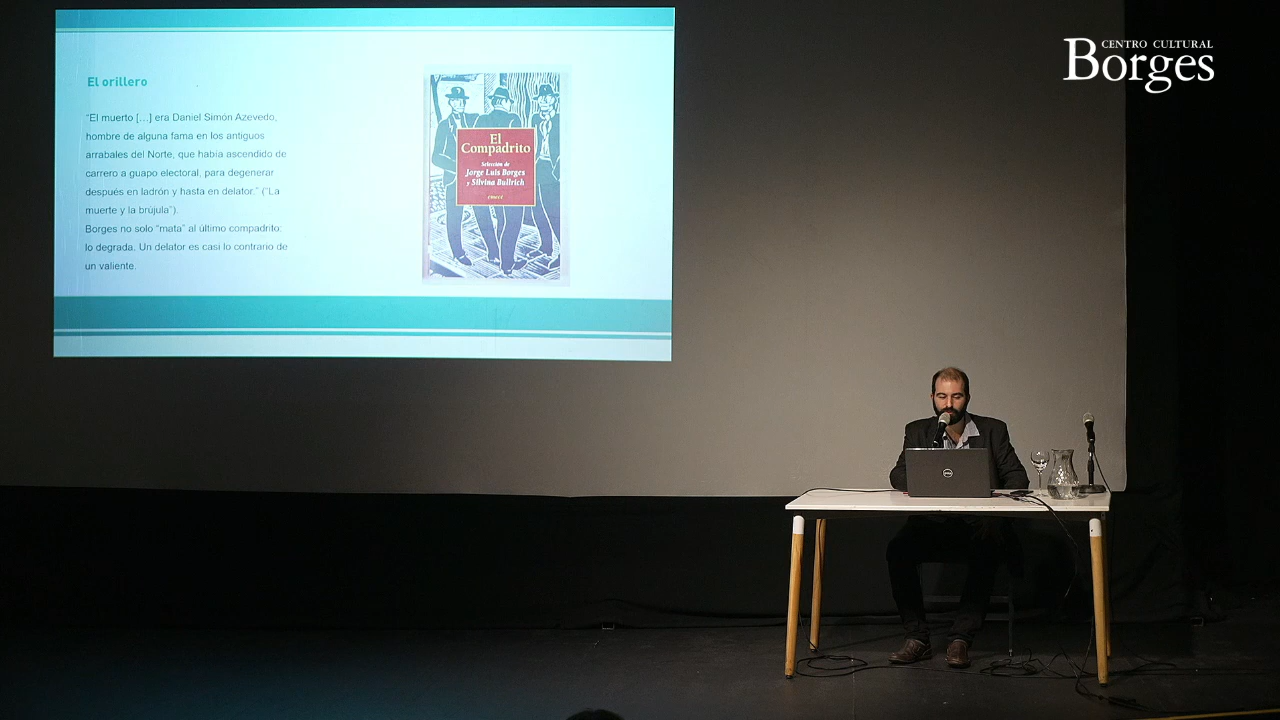 El orillero
"El muerto [...] era Daniel Simón Azevedo,
hombre de alguna fama en los antiguos
arrabales del Norte, que había ascendido de
carrero a guapo electoral, para degenerar
después en ladrón y hasta en delator." ("La
muerte y la brújula").
Borges no solo "mata" al último compadrito:
lo degrada. Un delator es casi lo contrario de
un valiente.
El
Compadrito
Selección de
Jorge Luis Borges
y Silvina Bullrich
emecé
CENTRO CULTURAL
Borges
DELL